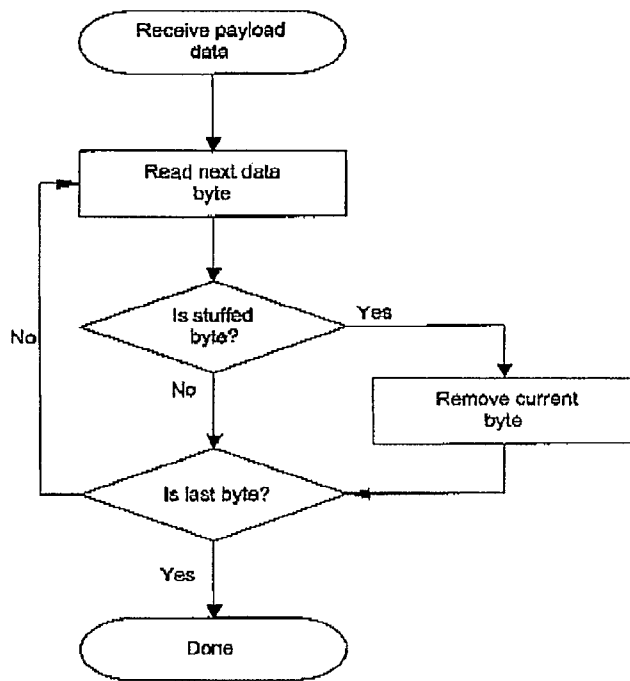 Receive payload
data
Read next data
byte
Is stuffed
byte?
Yes
No
No
Remove current
byte
Is last byte?
Yes
Done